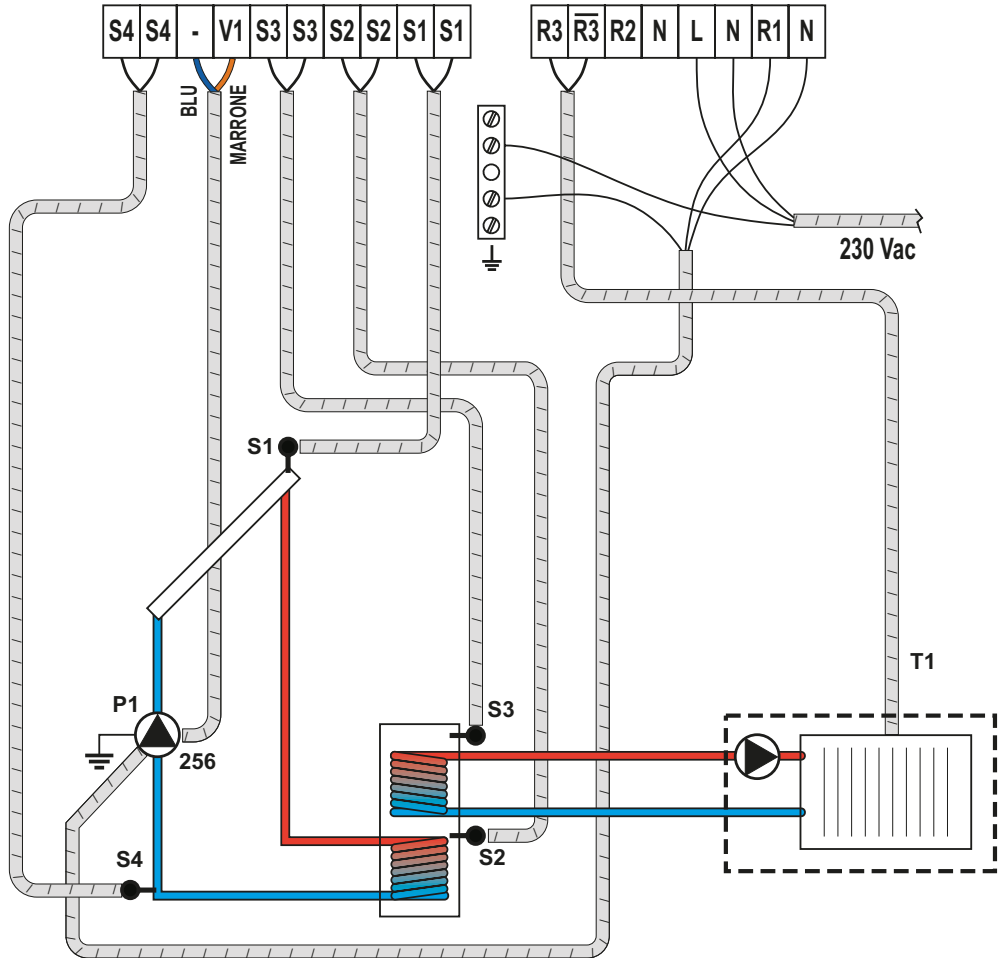 S4 S4 - V1 S3 S3 S2 S2 S1 S1
R3 R̅3̅ R2 N L N R1 N
BLU
MARRONE
230 Vac
S1
T1
P1
S3
256
S2
S4